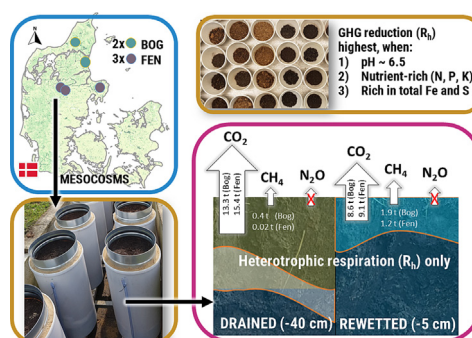 2x BOG
3x FEN
MESOCOSMS
GHG reduction (Rh)
highest, when:
1) pH ~ 6.5
2) Nutrient-rich (N, P, K)
3) Rich in total Fe and S
CO2
CH4
N2O
13.3 t (Bog)
15.4 t (Fen)
0.4 t (Bog)
0.02 t (Fen)
CO2
CH4
N2O
8.6 t (Bog)
9.1 t (Fen)
1.9 t (Bog)
1.2 t (Fen)
Heterotrophic respiration (Rh) only
DRAINED (-40 cm)
REWETTED (-5 cm)